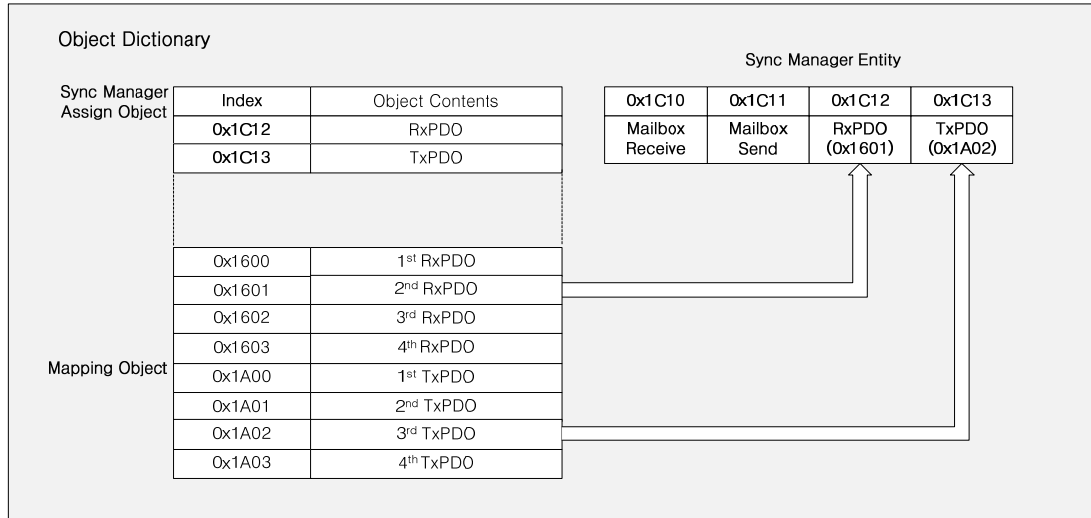 Object Dictionary
Sync Manager Entity
Sync Manager
Assign Object
Index Object Contents
0x1C12 RxPDO
0x1C13 TxPDO
0x1C10 0x1C11 0x1C12 0x1C13
Mailbox Receive Mailbox Send RxPDO (0x1601) TxPDO (0x1A02)
Mapping Object
0x1600 1st RxPDO
0x1601 2nd RxPDO
0x1602 3rd RxPDO
0x1603 4th RxPDO
0x1A00 1st TxPDO
0x1A01 2nd TxPDO
0x1A02 3rd TxPDO
0x1A03 4th TxPDO